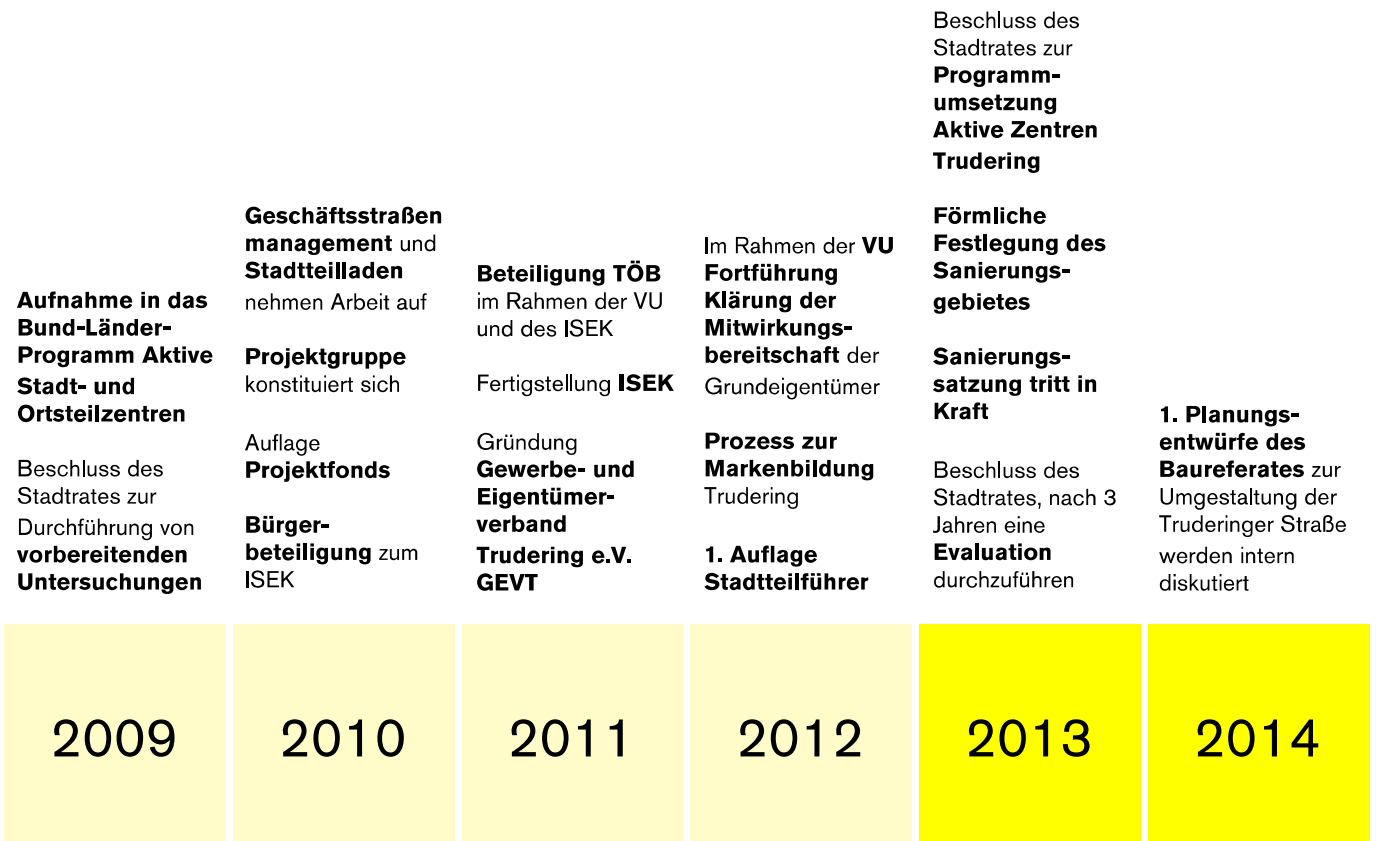 Aufnahme in das
Bund-Länder-
Programm Aktive
Stadt- und
Ortsteilzentren
Beschluss des
Stadtrates zur
Durchführung von
vorbereitenden
Untersuchungen
2009
Geschäftsstraßen
management und
Stadtteilladen
nehmen Arbeit auf
Projektgruppe
konstituiert sich
Auflage
Projektfonds
Bürger-
beteiligung zum
ISEK
2010
Beteiligung TÖB
im Rahmen der VU
und des ISEK
Fertigstellung ISEK
Gründung
Gewerbe- und
Eigentümer-
verband
Trudering e.V.
GEVT
2011
Im Rahmen der VU
Fortführung
Klärung der
Mitwirkungs-
bereitschaft der
Grundeigentümer
Prozess zur
Markenbildung
Trudering
1. Auflage
Stadtteilführer
2012
Beschluss des
Stadtrates zur
Programm-
umsetzung
Aktive Zentren
Trudering
Förmliche
Festlegung des
Sanierungs-
gebietes
Sanierungs-
satzung tritt in
Kraft
Beschluss des
Stadtrates, nach 3
Jahren eine
Evaluation
durchzuführen
2013
1. Planungs-
entwürfe des
Baureferates zur
Umgestaltung der
Truderinger Straße
werden intern
diskutiert
2014